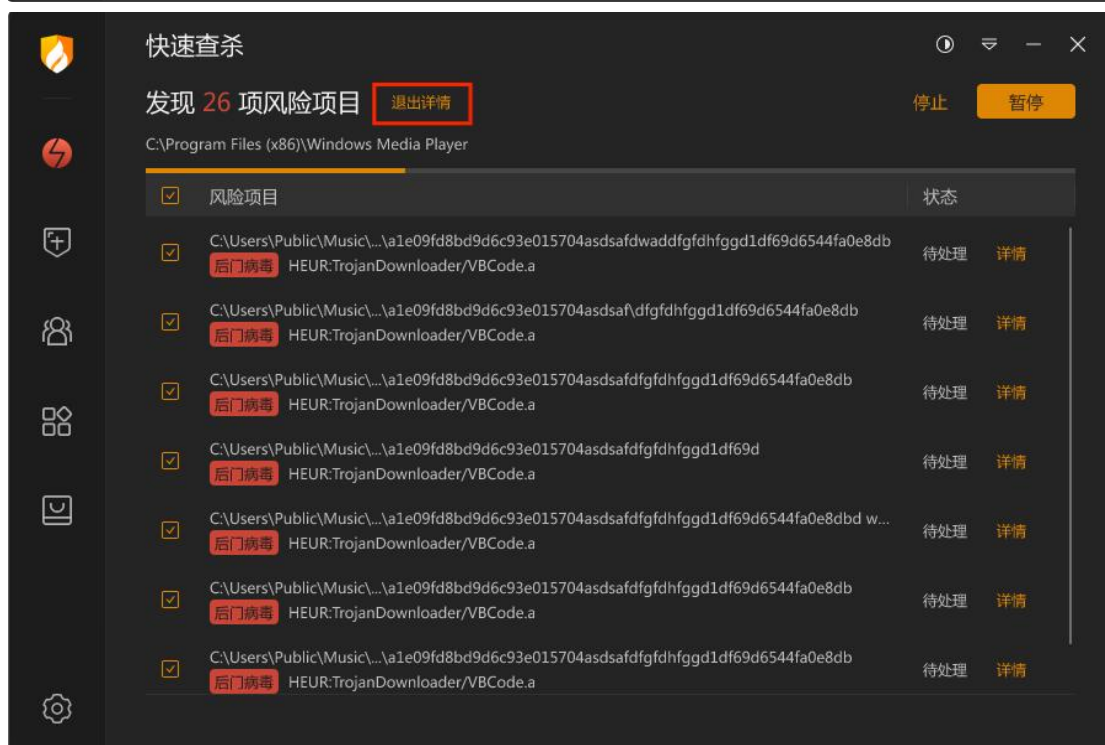 快速查杀
发现 26 项风险项目 退出详情 停止 暂停
C:\Program Files (x86)\Windows Media Player
风险项目 状态
C:\Users\Public\Music\...\a1e09fd8bd9d6c93e015704asdsafdwaddfgfdhfggd1df69d6544fa0e8db
后门病毒 HEUR:TrojanDownloader/VBCode.a 待处理 详情
C:\Users\Public\Music\...\a1e09fd8bd9d6c93e015704asdsaf\dfgfdhfggd1df69d6544fa0e8db
后门病毒 HEUR:TrojanDownloader/VBCode.a 待处理 详情
C:\Users\Public\Music\...\a1e09fd8bd9d6c93e015704asdsafdfgfdhfggd1df69d6544fa0e8db
后门病毒 HEUR:TrojanDownloader/VBCode.a 待处理 详情
C:\Users\Public\Music\...\a1e09fd8bd9d6c93e015704asdsafdfgfdhfggd1df69d
后门病毒 HEUR:TrojanDownloader/VBCode.a 待处理 详情
C:\Users\Public\Music\...\a1e09fd8bd9d6c93e015704asdsafdfgfdhfggd1df69d6544fa0e8dbd w...
后门病毒 HEUR:TrojanDownloader/VBCode.a 待处理 详情
C:\Users\Public\Music\...\a1e09fd8bd9d6c93e015704asdsafdfgfdhfggd1df69d6544fa0e8db
后门病毒 HEUR:TrojanDownloader/VBCode.a 待处理 详情
C:\Users\Public\Music\...\a1e09fd8bd9d6c93e015704asdsafdfgfdhfggd1df69d6544fa0e8db
后门病毒 HEUR:TrojanDownloader/VBCode.a 待处理 详情